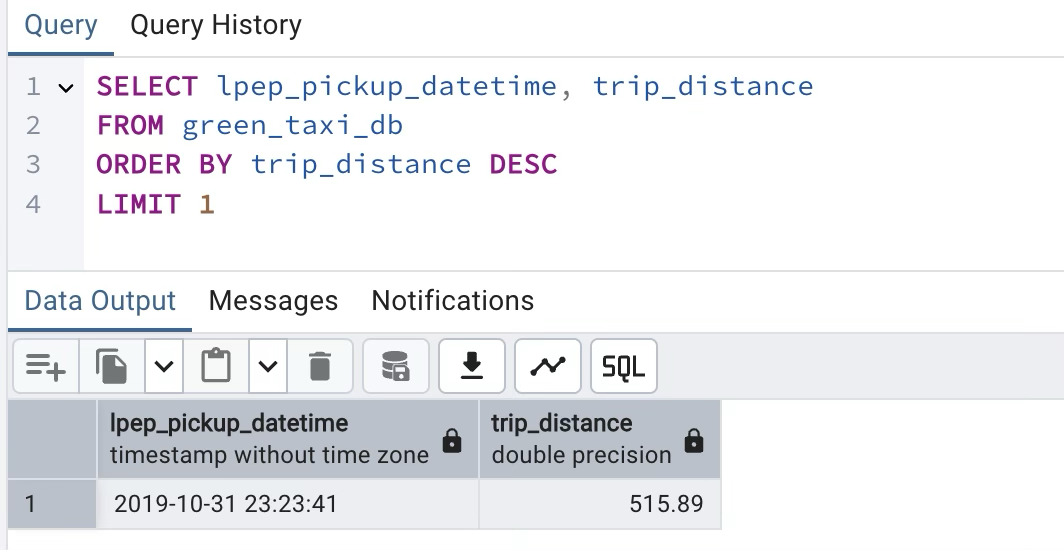 Query Query History
1 SELECT lpep_pickup_datetime, trip_distance
2 FROM green_taxi_db
3 ORDER BY trip_distance DESC
4 LIMIT 1
Data Output Messages Notifications
SQL
lpep_pickup_datetime trip_distance
timestamp without time zone double precision
1 2019-10-31 23:23:41 515.89